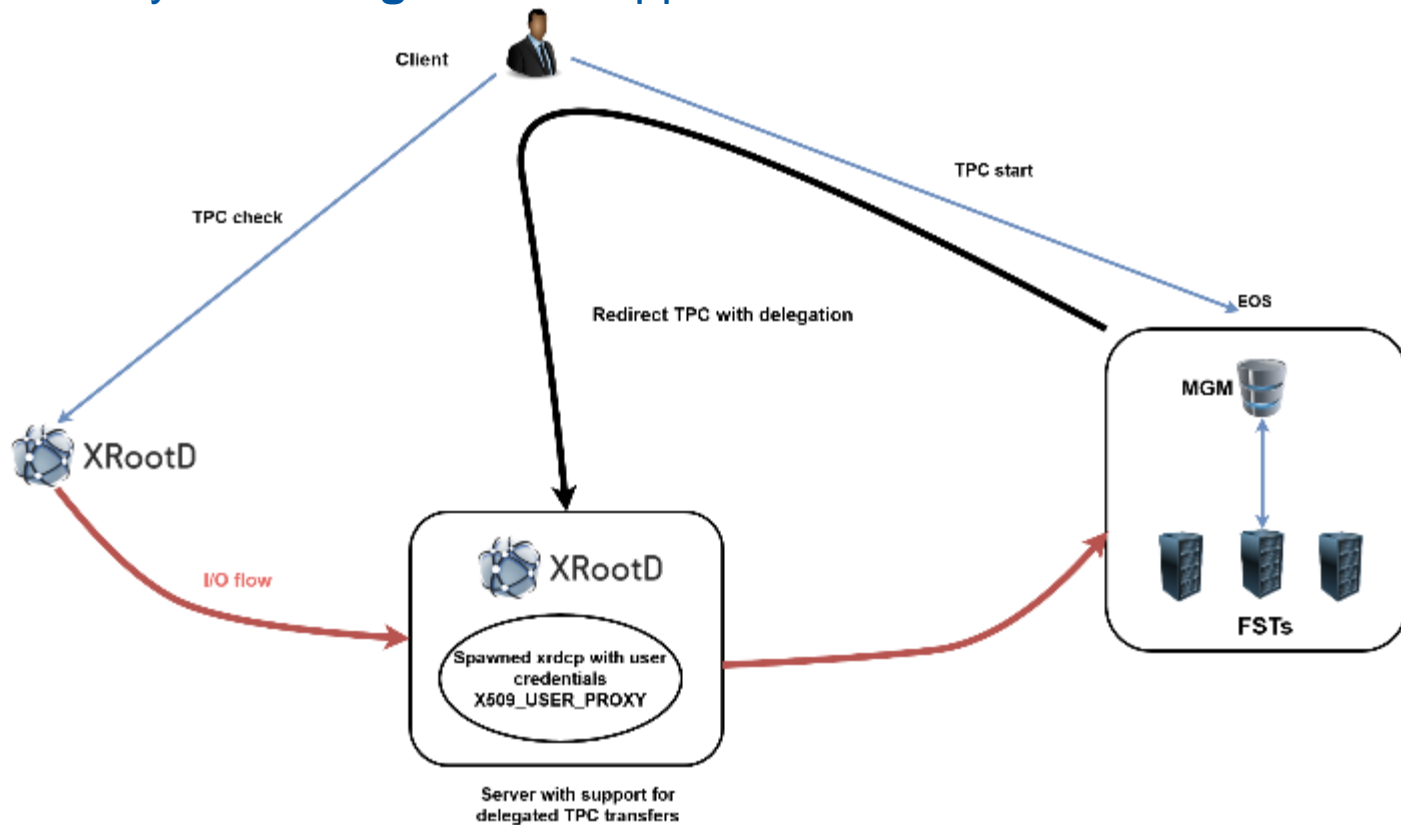 Client
TPC start
TPC check
EOS
Redirect TPC with delegation
MGM
XRootD
XRootD
I/O flow
FSTs
Spawned xrdcp with user
credentials
X509_USER_PROXY
Server with support for
delegated TPC transfers